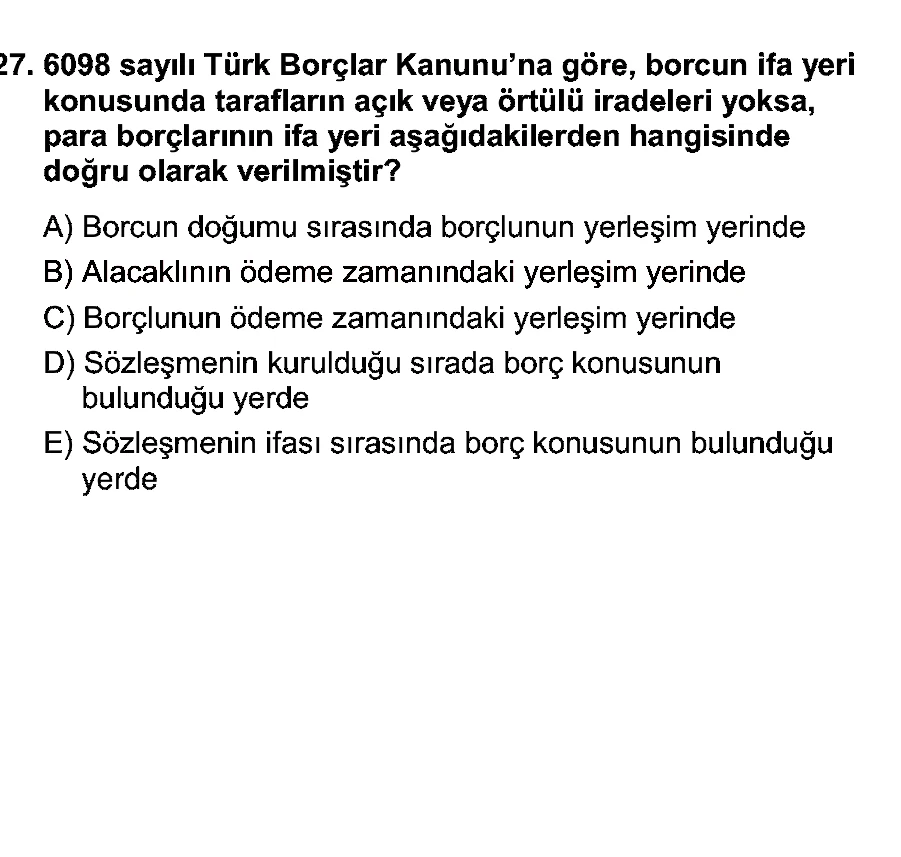 27. 6098 sayılı Türk Borçlar Kanunu’na göre, borcun ifa yeri
konusunda tarafların açık veya örtülü iradeleri yoksa,
para borçlarının ifa yeri aşağıdakilerden hangisinde
doğru olarak verilmiştir?
A) Borcun doğumu sırasında borçlunun yerleşim yerinde
B) Alacaklının ödeme zamanındaki yerleşim yerinde
C) Borçlunun ödeme zamanındaki yerleşim yerinde
D) Sözleşmenin kurulduğu sırada borç konusunun
bulunduğu yerde
E) Sözleşmenin ifası sırasında borç konusunun bulunduğu
yerde